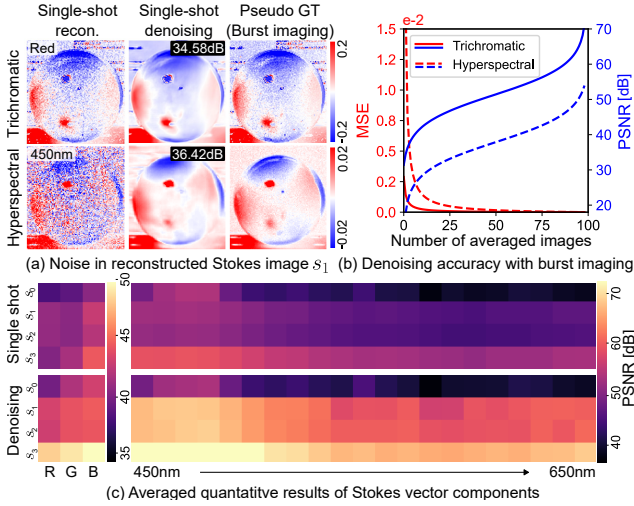 Single-shot recon.
Single-shot denoising
Pseudo GT (Burst imaging)
Trichromatic
Red
34.58dB
0.2
-0.2
Hyperspectral
450nm
36.42dB
0.02
-0.02
(a) Noise in reconstructed Stokes image s₁
1.5 e-2
1.2
0.9
0.6
0.4
0.2
0.0
MSE
Trichromatic
Hyperspectral
70
60
50
40
30
20
PSNR [dB]
0 25 50 75 100
Number of averaged images
(b) Denoising accuracy with burst imaging
Single shot
S₀
S₁
S₂
S₃
Denoising
S₀
S₁
S₂
S₃
R G B
50
45
40
35
450nm
650nm
70
60
50
40
PSNR [dB]
(c) Averaged quantatitve results of Stokes vector components